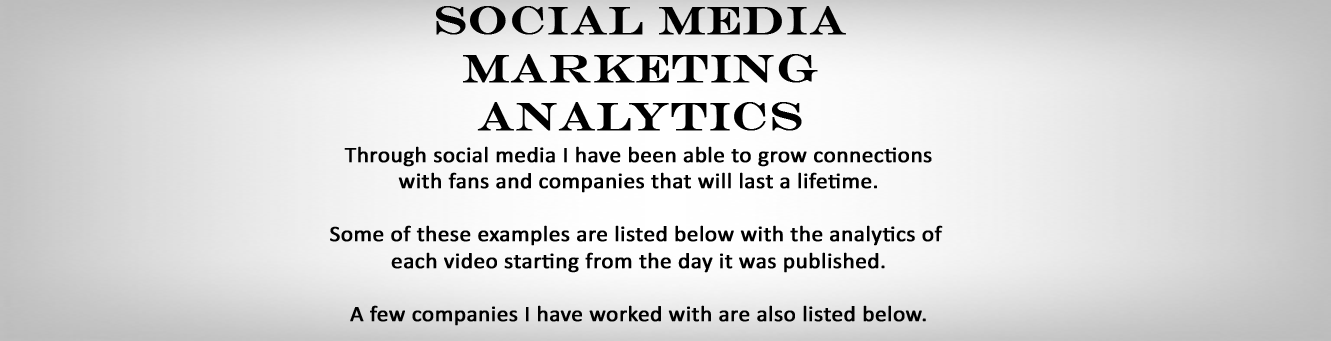 SOCIAL MEDIA
MARKETING
ANALYTICS
Through social media I have been able to grow connections
with fans and companies that will last a lifetime.
Some of these examples are listed below with the analytics of
each video starting from the day it was published.
A few companies I have worked with are also listed below.